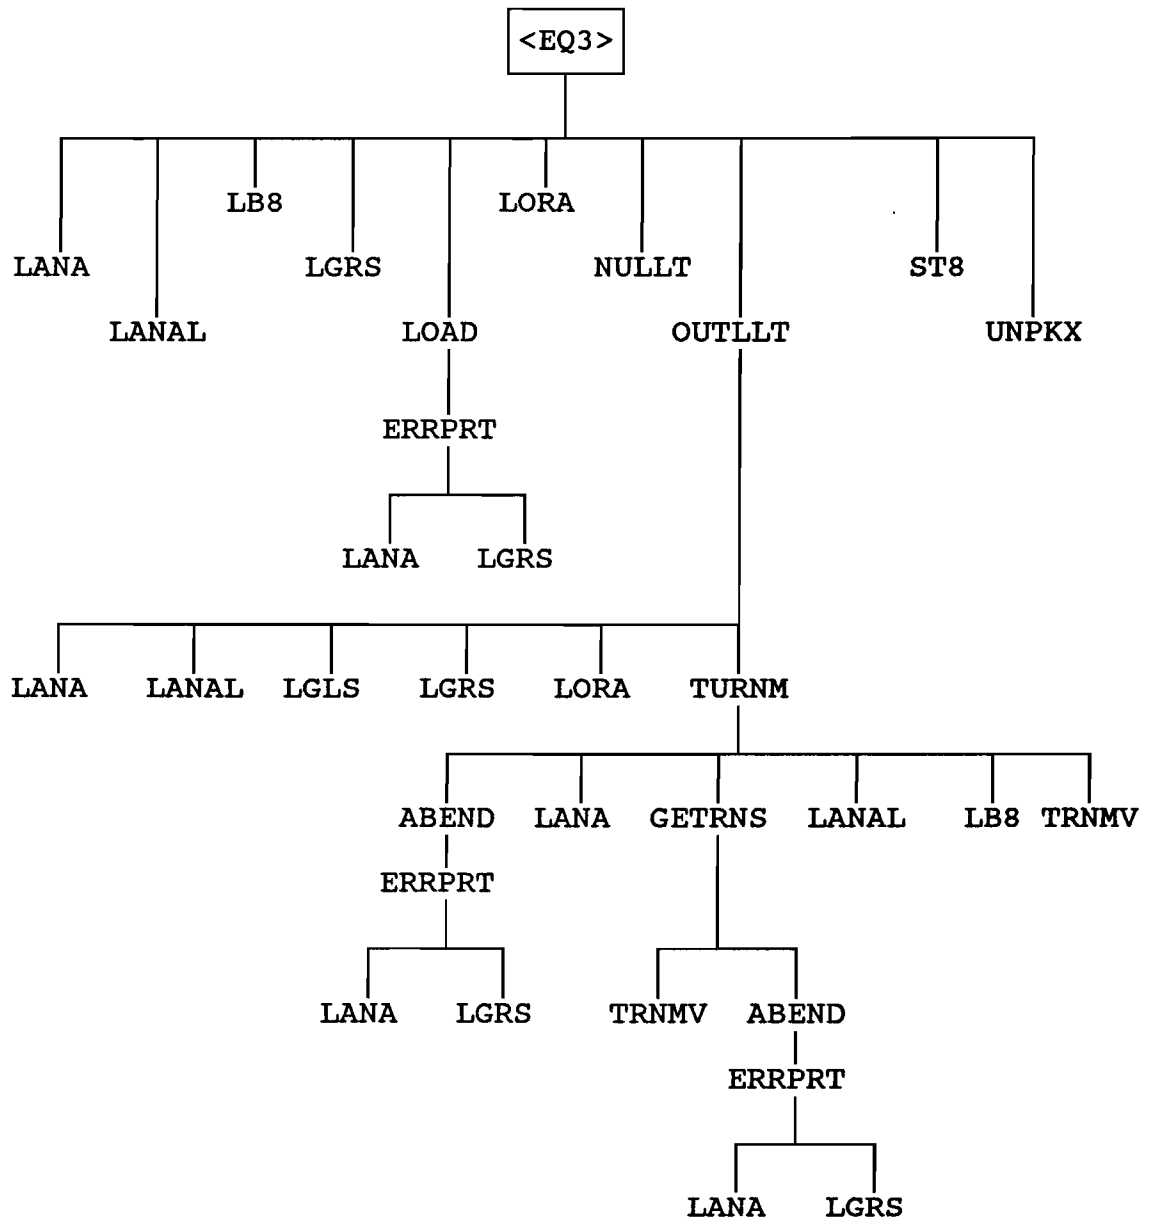 <EQ3>
LB8 LORA
LANA LGRS NULLT ST8
LANAL LOAD OUTLLT UNPKX
ERRPRT
LANA LGRS
LANA LANAL LGLS LGRS LORA TURNM
ABEND LANA GETRNS LANAL LB8 TRNMV
ERRPRT
LANA LGRS TRNMV ABEND
ERRPRT
LANA LGRS